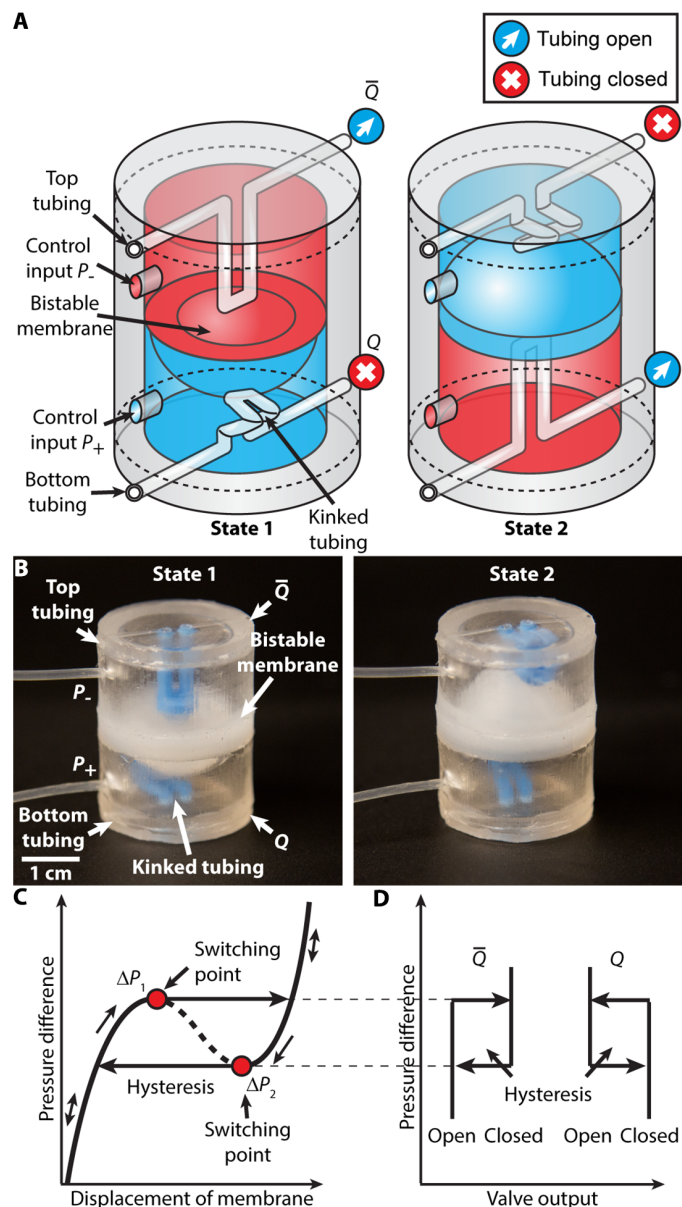 A
Tubing open
Tubing closed
Q̅
Top
tubing
Control
input P₋
Bistable
membrane
Q
Control
input P₊
Bottom
tubing
Kinked
tubing
State 1
State 2
B
State 1
State 2
Top
tubing
Q̅
Bistable
membrane
P₋
P₊
Bottom
tubing
Q
1 cm
Kinked tubing
C
Pressure difference
Switching
point
ΔP₁
Hysteresis
ΔP₂
Switching
point
Displacement of membrane
D
Pressure difference
Q̅
Q
Hysteresis
Open Closed
Open Closed
Valve output